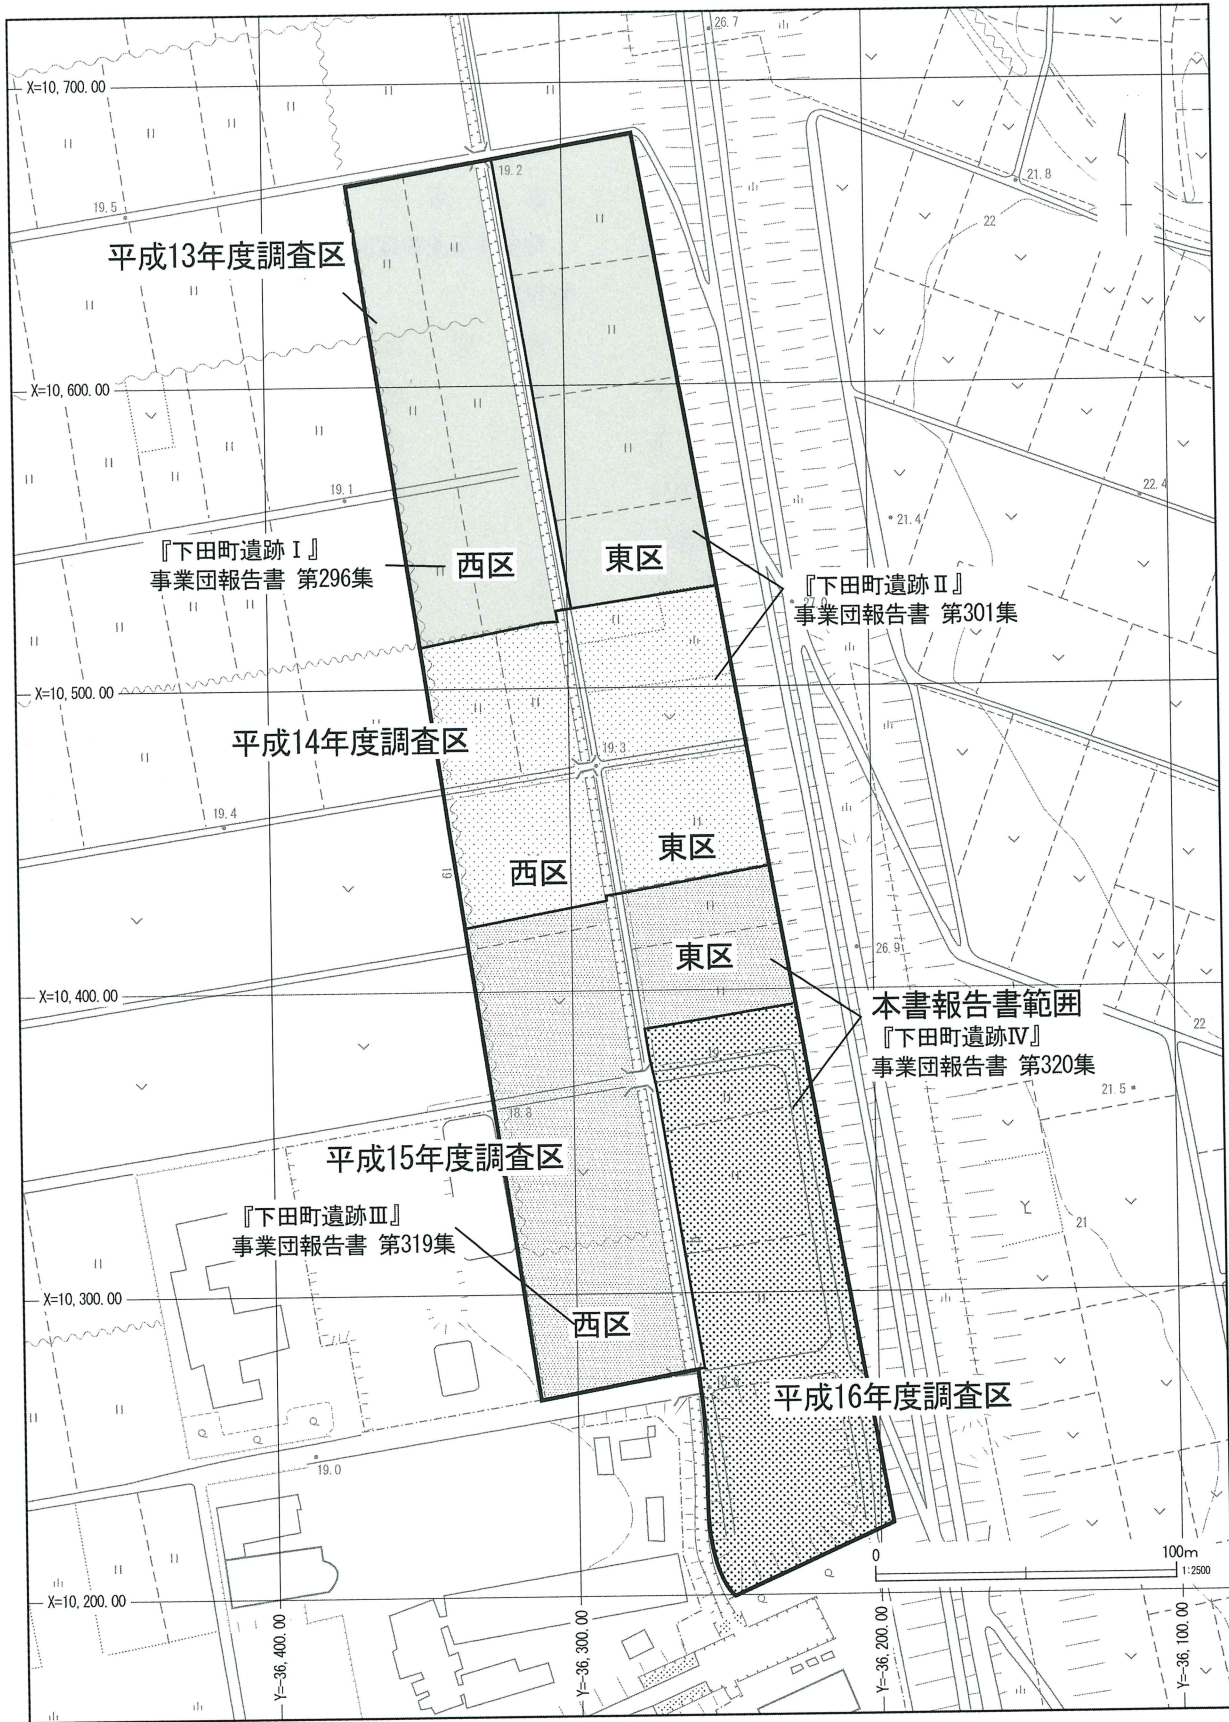 26.7
X=10,700.00
19.2
21.8
19.5
22
平成13年度調査区
X=10,600.00
19.1
22.4
21.4
『下田町遺跡Ⅰ』
事業団報告書 第296集
西区
東区
『下田町遺跡Ⅱ』
事業団報告書 第301集
27.0
X=10,500.00
平成14年度調査区
19.3
19.4
東区
西区
19
東区
26.9
X=10,400.00
本書報告書範囲
『下田町遺跡Ⅳ』
事業団報告書 第320集
22
21.5
18.8
平成15年度調査区
『下田町遺跡Ⅲ』
事業団報告書 第319集
21
X=10,300.00
西区
平成16年度調査区
19.0
0 100m
1:2500
X=10,200.00
Y=-36,400.00
Y=-36,300.00
Y=-36,200.00
Y=-36,100.00